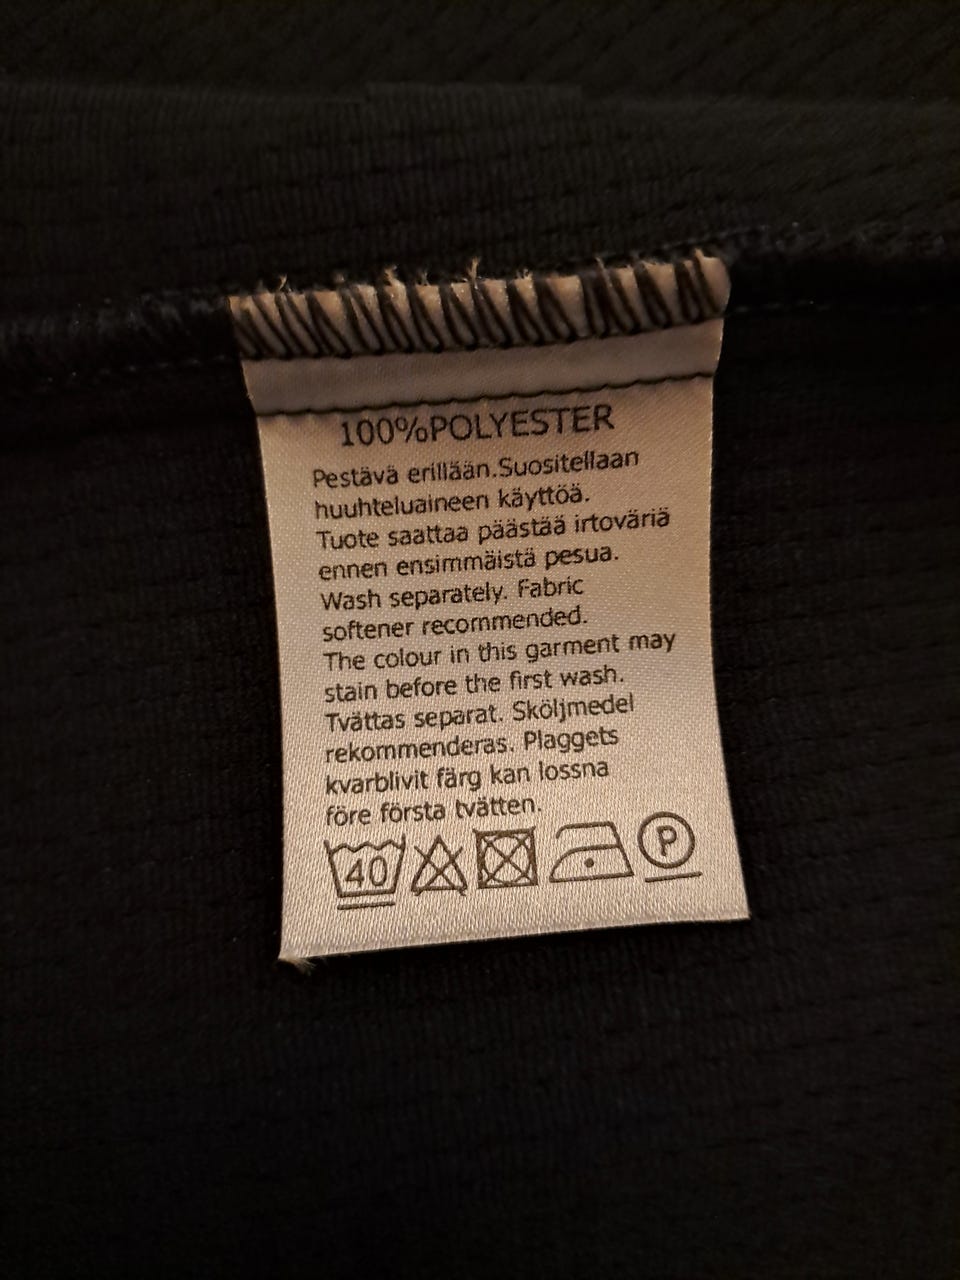 100%POLYESTER
Pestävä erillään.Suositellaan
huuhteluaineen käyttöä.
Tuote saattaa päästää irtoväriä
ennen ensimmäistä pesua.
Wash separately. Fabric
softener recommended.
The colour in this garment may
stain before the first wash.
Tvättas separat. Sköljmedel
rekommenderas. Plaggets
kvarblivit färg kan lossna
före första tvätten.
40 P